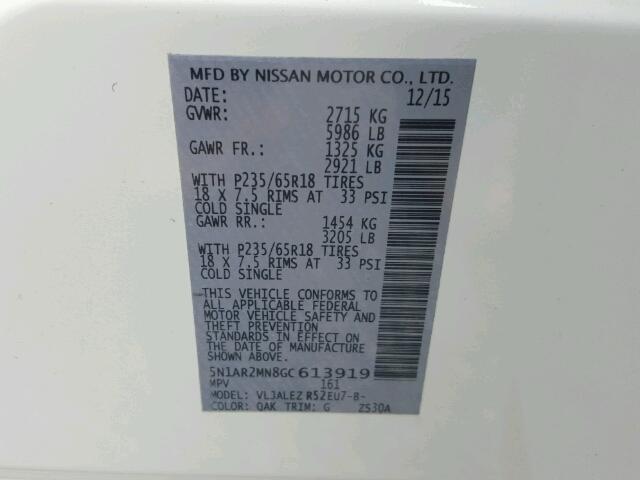 MFD BY NISSAN MOTOR CO., LTD.
DATE: 12/15
GVWR: 2715 KG
5986 LB
GAWR FR.: 1325 KG
2921 LB
WITH P235/65R18 TIRES
18 X 7.5 RIMS AT 33 PSI
COLD SINGLE
GAWR RR.: 1454 KG
3205 LB
WITH P235/65R18 TIRES
18 X 7.5 RIMS AT 33 PSI
COLD SINGLE
THIS VEHICLE CONFORMS TO
ALL APPLICABLE FEDERAL
MOTOR VEHICLE SAFETY AND
THEFT PREVENTION
STANDARDS IN EFFECT ON THE
DATE OF MANUFACTURE
SHOWN ABOVE.
5N1AR2MN8GC613919
MPV 161
MODEL: VL3ALEZ R52EU7-B-
COLOR: QAK TRIM: G ZS30A